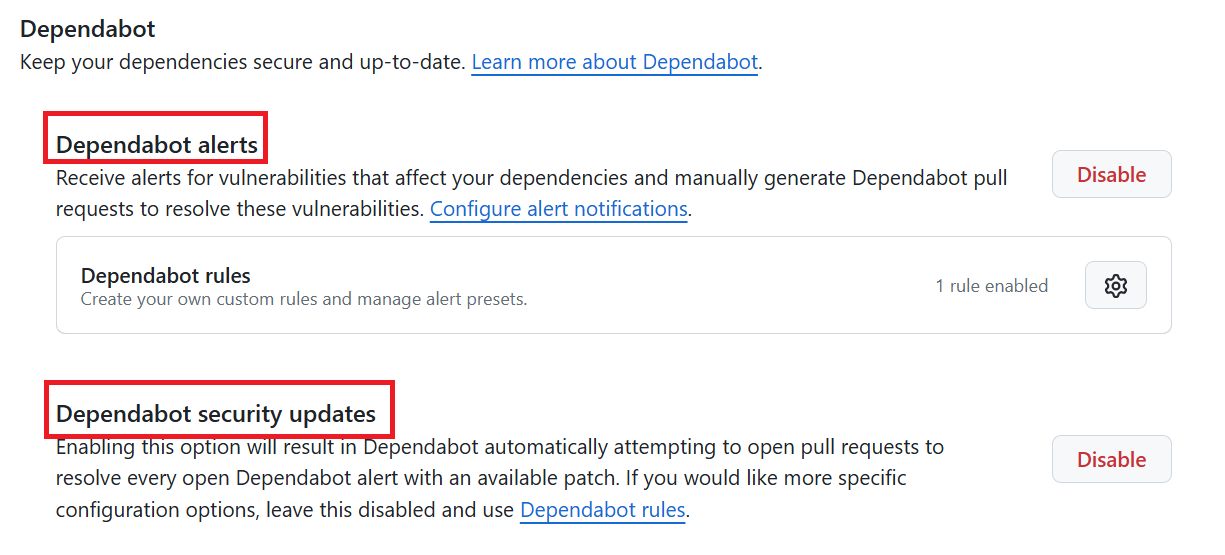 Dependabot
Keep your dependencies secure and up-to-date. Learn more about Dependabot.
Dependabot alerts
Receive alerts for vulnerabilities that affect your dependencies and manually generate Dependabot pull
requests to resolve these vulnerabilities. Configure alert notifications.
Disable
Dependabot rules
Create your own custom rules and manage alert presets.
1 rule enabled
Dependabot security updates
Enabling this option will result in Dependabot automatically attempting to open pull requests to
resolve every open Dependabot alert with an available patch. If you would like more specific
configuration options, leave this disabled and use Dependabot rules.
Disable